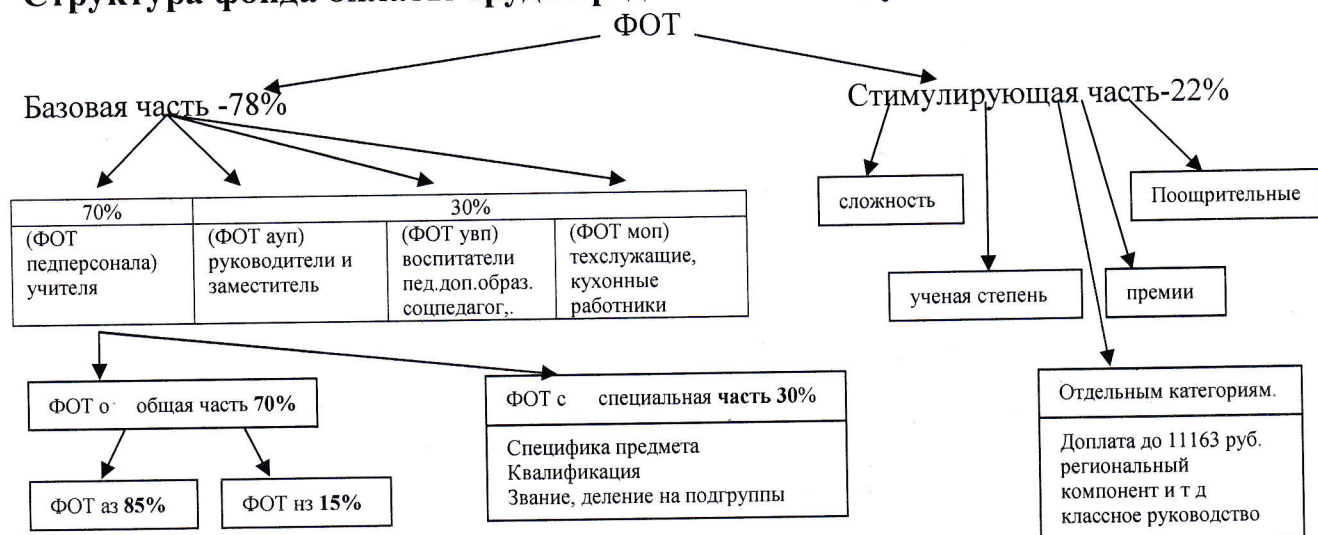 ФОТ
Базовая часть -78%
Стимулирующая часть-22%
70%
30%
(ФОТ
педперсонала)
учителя
(ФОТ ауп)
руководители и
заместитель
(ФОТ увп)
воспитатели
пед.доп.образ.
соцпедагог,.
(ФОТ моп)
техслужащие,
кухонные
работники
сложность
Поощрительные
ученая степень
премии
ФОТ о общая часть 70%
ФОТ с специальная часть 30%
Специфика предмета
Квалификация
Звание, деление на подгруппы
ФОТ аз 85%
ФОТ нз 15%
Отдельным категориям.
Доплата до 11163 руб.
региональный
компонент и т д
классное руководство